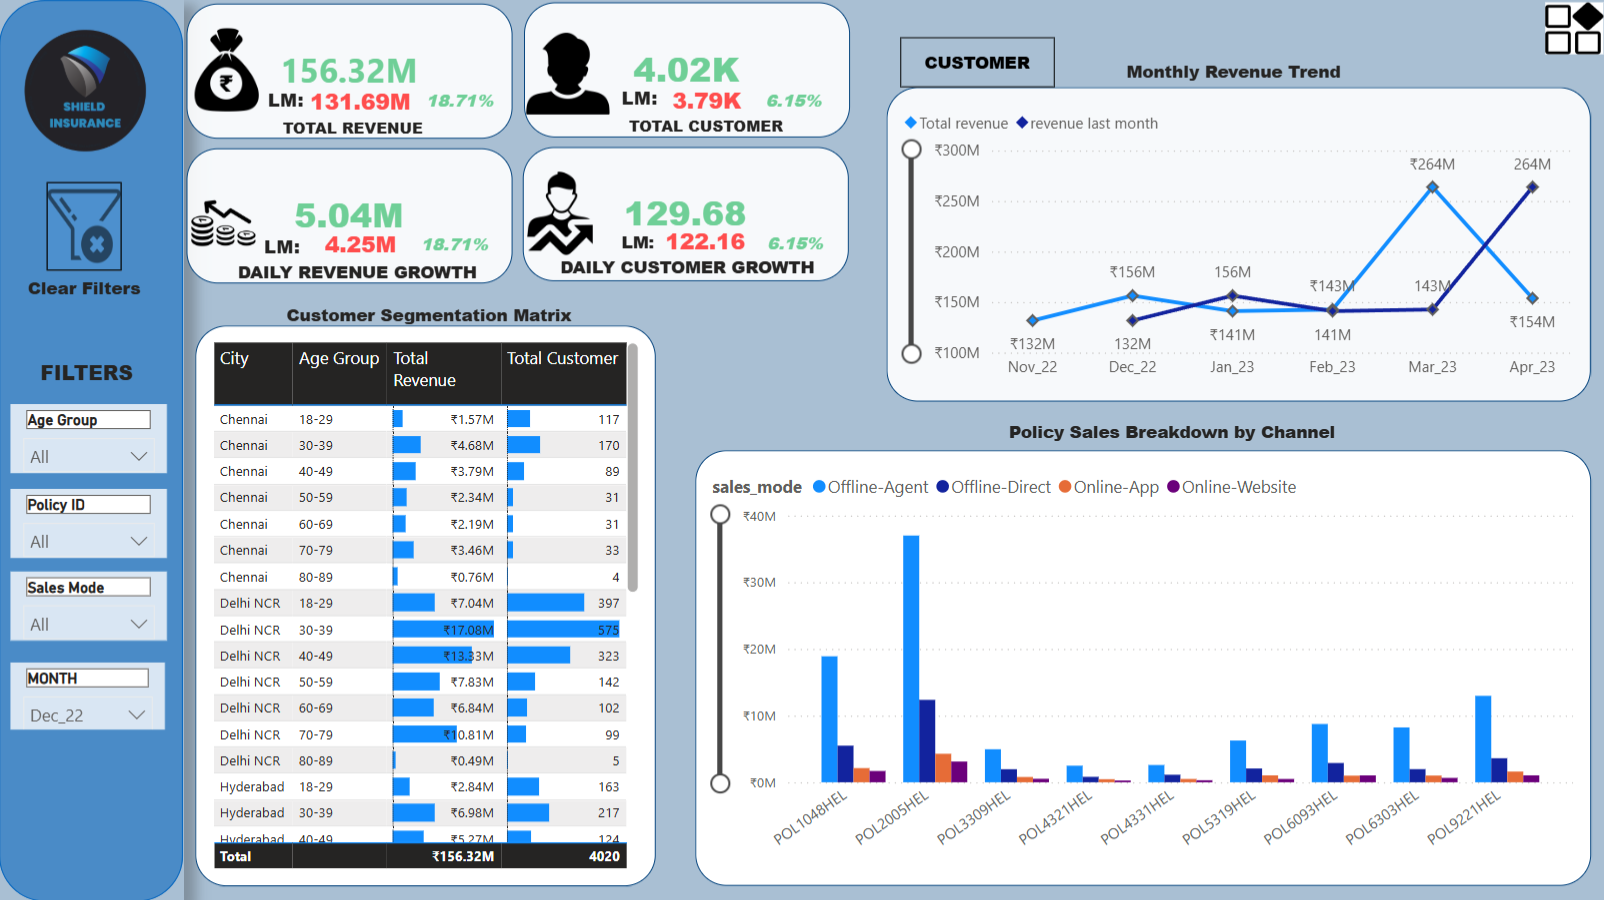 SHIELD
INSURANCE
Clear Filters
FILTERS
Age Group
All
Policy ID
All
Sales Mode
All
MONTH
Dec_22
₹
156.32M
LM: 131.69M 18.71%
TOTAL REVENUE
4.02K
LM: 3.79K 6.15%
TOTAL CUSTOMER
5.04M
LM: 4.25M 18.71%
DAILY REVENUE GROWTH
129.68
LM: 122.16 6.15%
DAILY CUSTOMER GROWTH
CUSTOMER
Monthly Revenue Trend
Total revenue revenue last month
₹300M
₹250M
₹200M
₹150M
₹100M
₹264M 264M
₹156M 156M
₹143M 143M
₹132M 132M ₹141M 141M ₹154M
Nov_22 Dec_22 Jan_23 Feb_23 Mar_23 Apr_23
Customer Segmentation Matrix
City Age Group Total Revenue Total Customer
Chennai 18-29 ₹1.57M 117
Chennai 30-39 ₹4.68M 170
Chennai 40-49 ₹3.79M 89
Chennai 50-59 ₹2.34M 31
Chennai 60-69 ₹2.19M 31
Chennai 70-79 ₹3.46M 33
Chennai 80-89 ₹0.76M 4
Delhi NCR 18-29 ₹7.04M 397
Delhi NCR 30-39 ₹17.08M 575
Delhi NCR 40-49 ₹13.33M 323
Delhi NCR 50-59 ₹7.83M 142
Delhi NCR 60-69 ₹6.84M 102
Delhi NCR 70-79 ₹10.81M 99
Delhi NCR 80-89 ₹0.49M 5
Hyderabad 18-29 ₹2.84M 163
Hyderabad 30-39 ₹6.98M 217
Hyderabad 40-49 ₹5.27M 124
Total ₹156.32M 4020
Policy Sales Breakdown by Channel
sales_mode Offline-Agent Offline-Direct Online-App Online-Website
₹40M
₹30M
₹20M
₹10M
₹0M
POL1048HEL POL2005HEL POL3309HEL POL4321HEL POL4331HEL POL5319HEL POL6093HEL POL6303HEL POL9221HEL